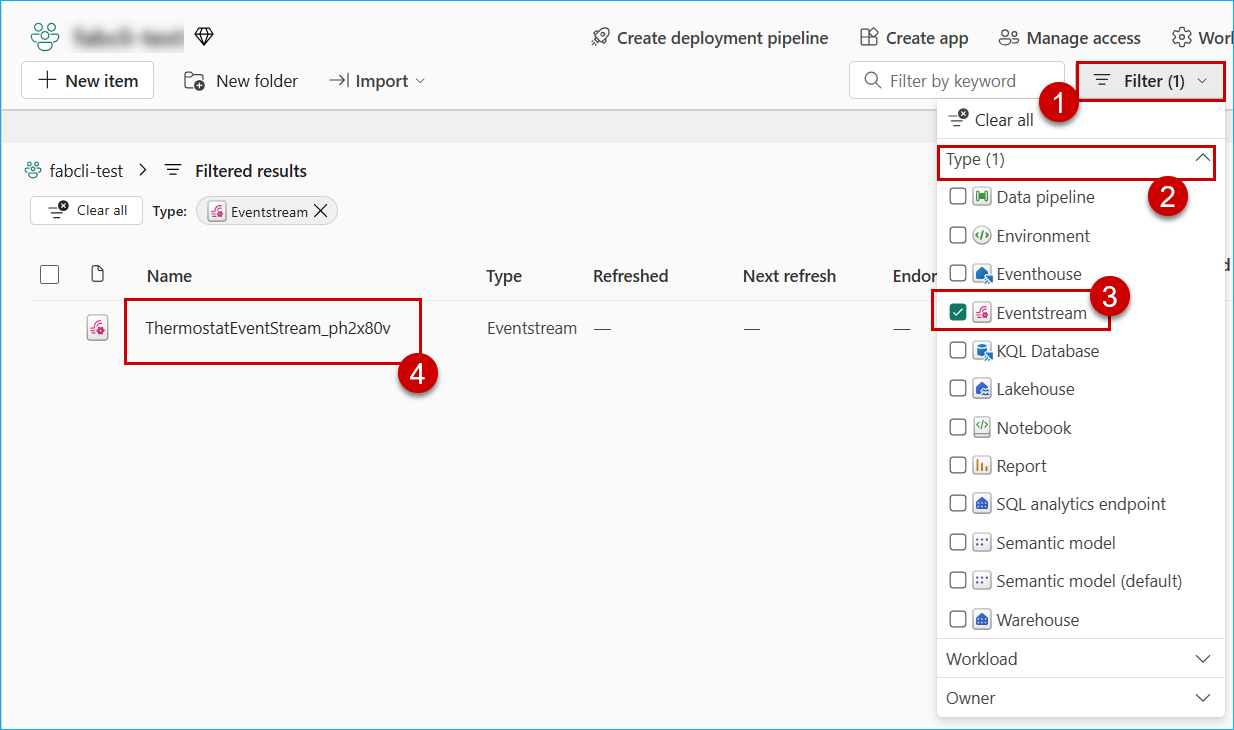 Create deployment pipeline Create app Manage access Worl
New item New folder Import Filter by keyword Filter (1)
1
Clear all
fabcli-test Filtered results
Type (1)
2
Clear all Type: Eventstream
Data pipeline
Environment
Name Type Refreshed Next refresh Endor d
Eventhouse
3
ThermostatEventStream_ph2x80v Eventstream — — —
Eventstream
4
KQL Database
Lakehouse
Notebook
Report
SQL analytics endpoint
Semantic model
Semantic model (default)
Warehouse
Workload
Owner